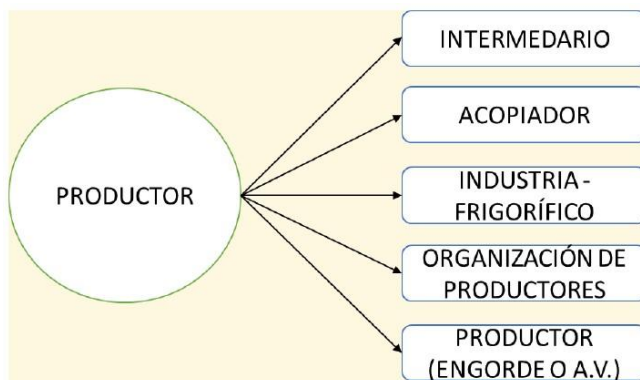 PRODUCTOR
INTERMEDARIO
ACOPIADOR
INDUSTRIA -
FRIGORÍFICO
ORGANIZACIÓN DE
PRODUCTORES
PRODUCTOR
(ENGORDE O A.V.)